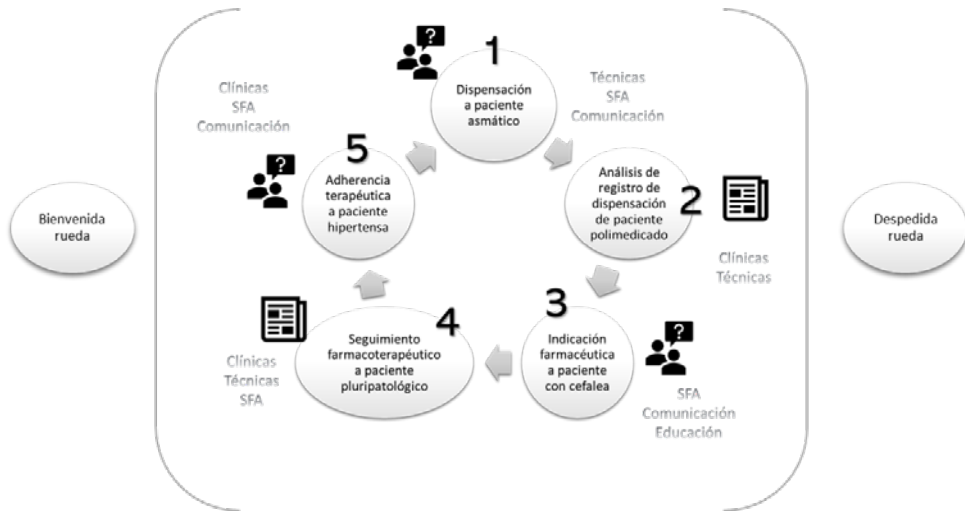 Bienvenida
rueda
?
1
Dispensación
a paciente
asmático
Técnicas
SFA
Comunicación
Análisis de
registro de
dispensación
de paciente
polimedicado
2
Clínicas
Técnicas
3
Indicación
farmacéutica
a paciente
con cefalea
?
SFA
Comunicación
Educación
4
Seguimiento
farmacoterapéutico
a paciente
pluripatológico
Clínicas
Técnicas
SFA
5
Adherencia
terapéutica
a paciente
hipertensa
?
Clínicas
SFA
Comunicación
Despedida
rueda